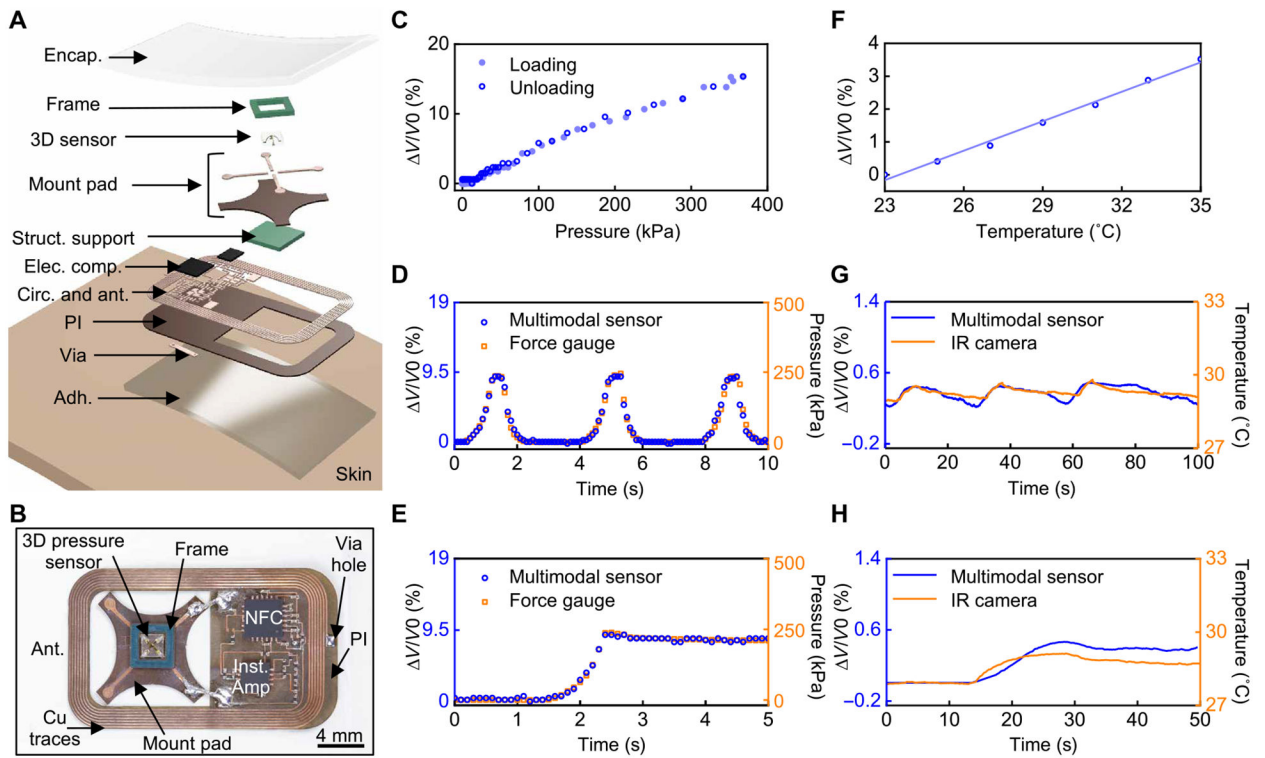 A
Encap.
Frame
3D sensor
Mount pad
Struct. support
Elec. comp.
Circ. and ant.
PI
Via
Adh.
Skin
B
3D pressure
sensor
Frame
Via
hole
NFC
PI
Ant.
Inst.
Amp
Cu
traces
Mount pad
4 mm
C
20
10
0
ΔV/V0 (%)
Loading
Unloading
0 100 200 300 400
Pressure (kPa)
D
19
9.5
0
ΔV/V0 (%)
Multimodal sensor
Force gauge
500
250
0
Pressure (kPa)
0 2 4 6 8 10
Time (s)
E
19
9.5
0
ΔV/V0 (%)
Multimodal sensor
Force gauge
500
250
0
Pressure (kPa)
0 1 2 3 4 5
Time (s)
F
4
3
2
1
0
ΔV/V0 (%)
23 26 29 32 35
Temperature (˚C)
G
1.4
0.6
−0.2
ΔV/V0 (%)
Multimodal sensor
IR camera
33
30
27
Temperature (˚C)
0 20 40 60 80 100
Time (s)
H
1.4
0.6
−0.2
ΔV/V0 (%)
Multimodal sensor
IR camera
33
30
27
Temperature (˚C)
0 10 20 30 40 50
Time (s)